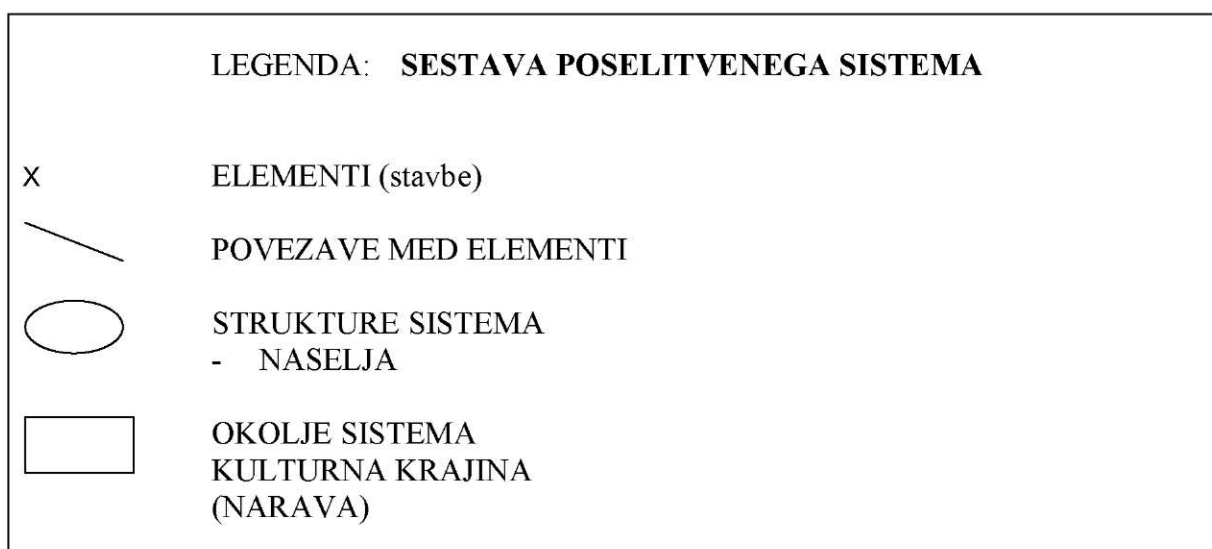 LEGENDA: SESTAVA POSELITVENEGA SISTEMA
x ELEMENTI (stavbe)
POVEZAVE MED ELEMENTI
STRUKTURE SISTEMA
- NASELJA
OKOLJE SISTEMA
KULTURNA KRAJINA
(NARAVA)